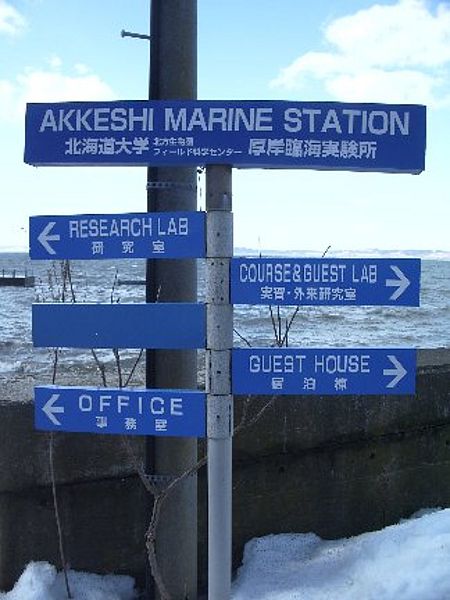 AKKESHI MARINE STATION
北海道大学 北方生物圏 フィールド科学センター 厚岸臨海実験所
← RESEARCH LAB
研究室
COURSE&GUEST LAB →
実習・外来研究室
GUEST HOUSE →
宿泊棟
← OFFICE
事務室